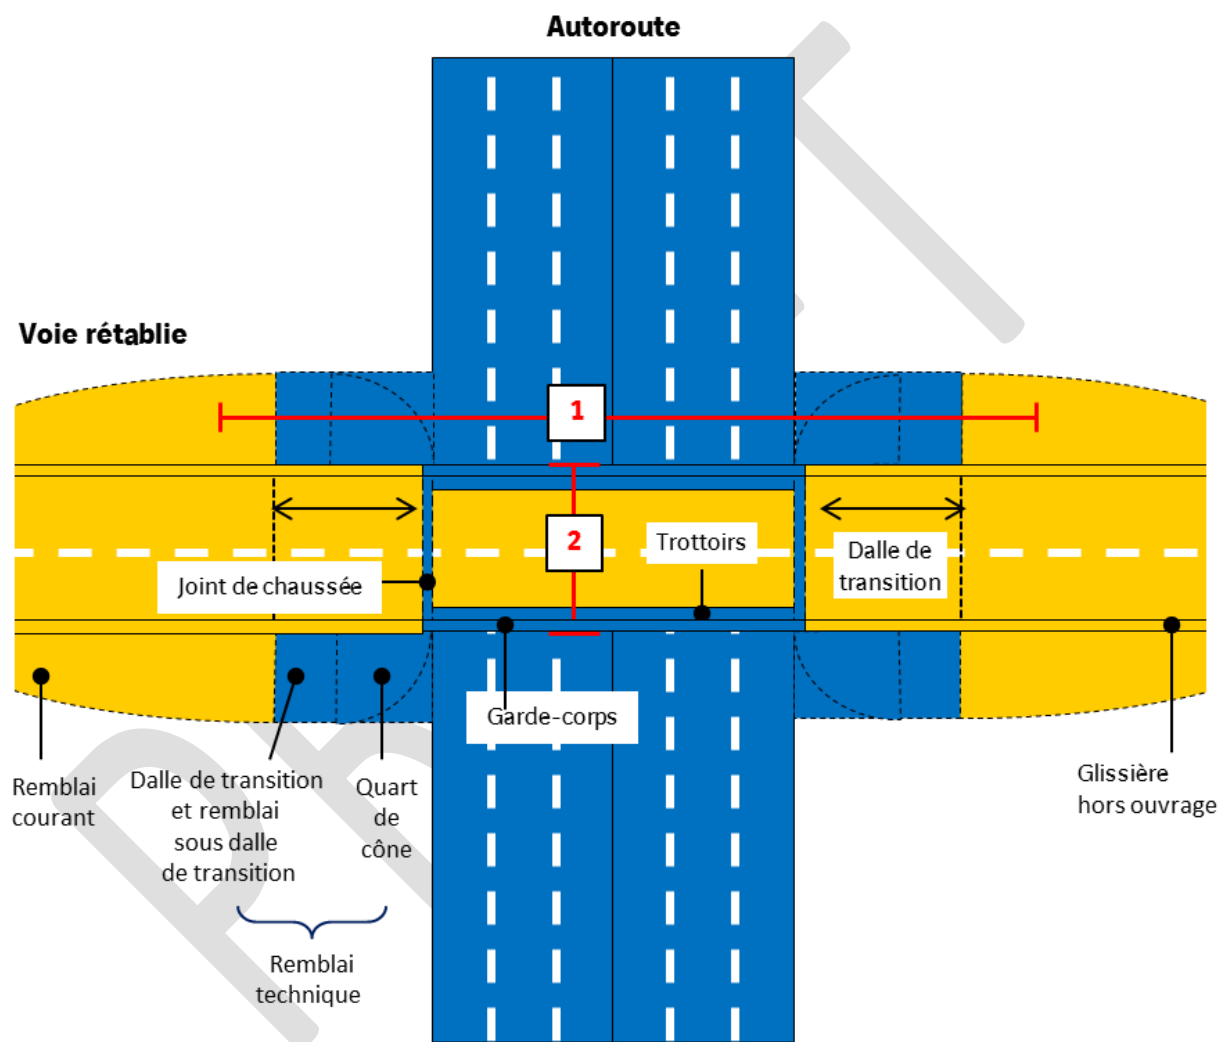 Autoroute
Voie rétablie
1
2
Trottoirs
Joint de chaussée
Dalle de
transition
Garde-corps
Remblai
courant
Dalle de transition
et remblai
sous dalle
de transition
Quart
de
cône
Glissière
hors ouvrage
Remblai
technique